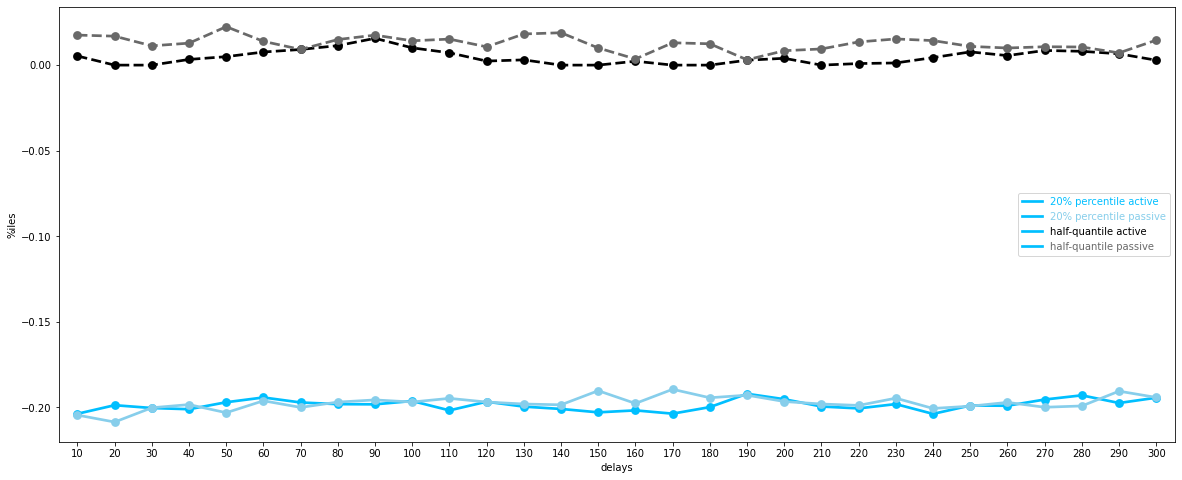 0.00
−0.05
−0.10
−0.15
−0.20
%iles
20% percentile active
20% percentile passive
half-quantile active
half-quantile passive
10 20 30 40 50 60 70 80 90 100 110 120 130 140 150 160 170 180 190 200 210 220 230 240 250 260 270 280 290 300
delays